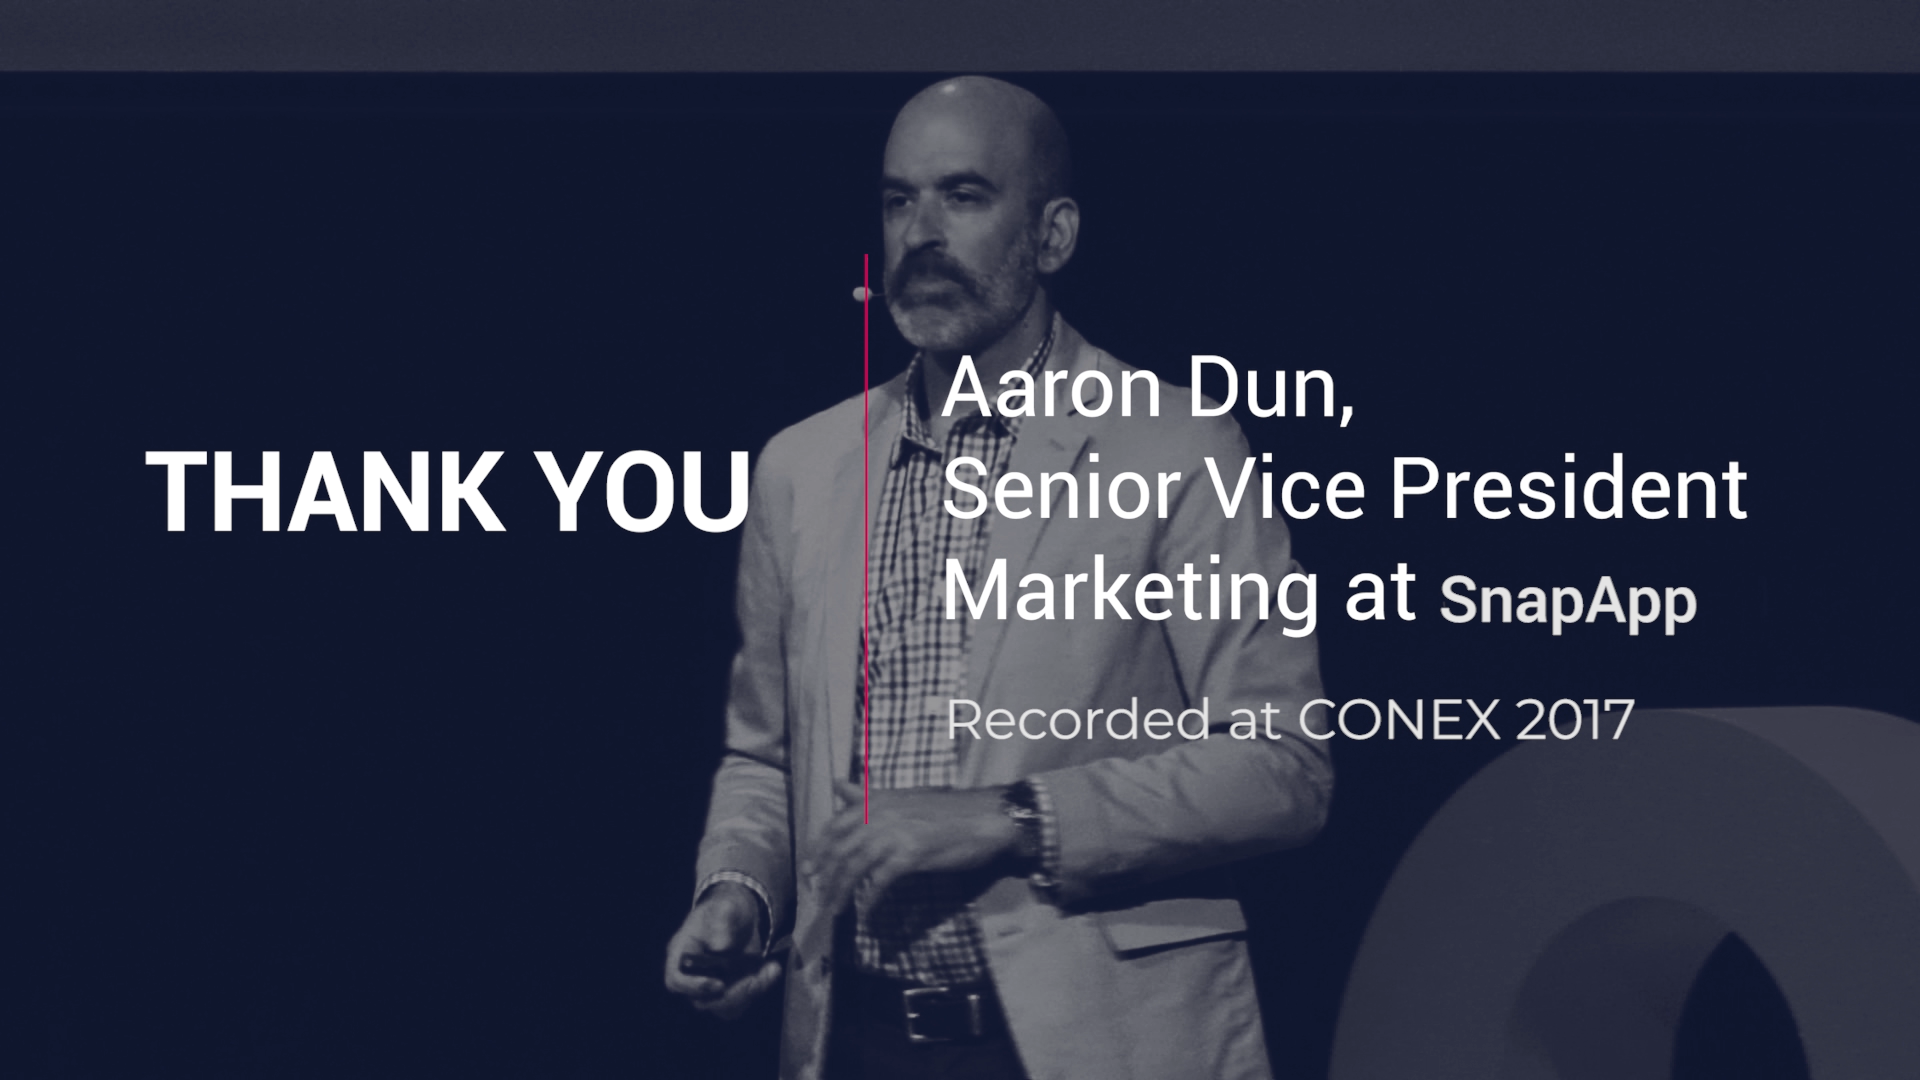 THANK YOU
Aaron Dun,
Senior Vice President
Marketing at SnapApp
Recorded at CONEX 2017